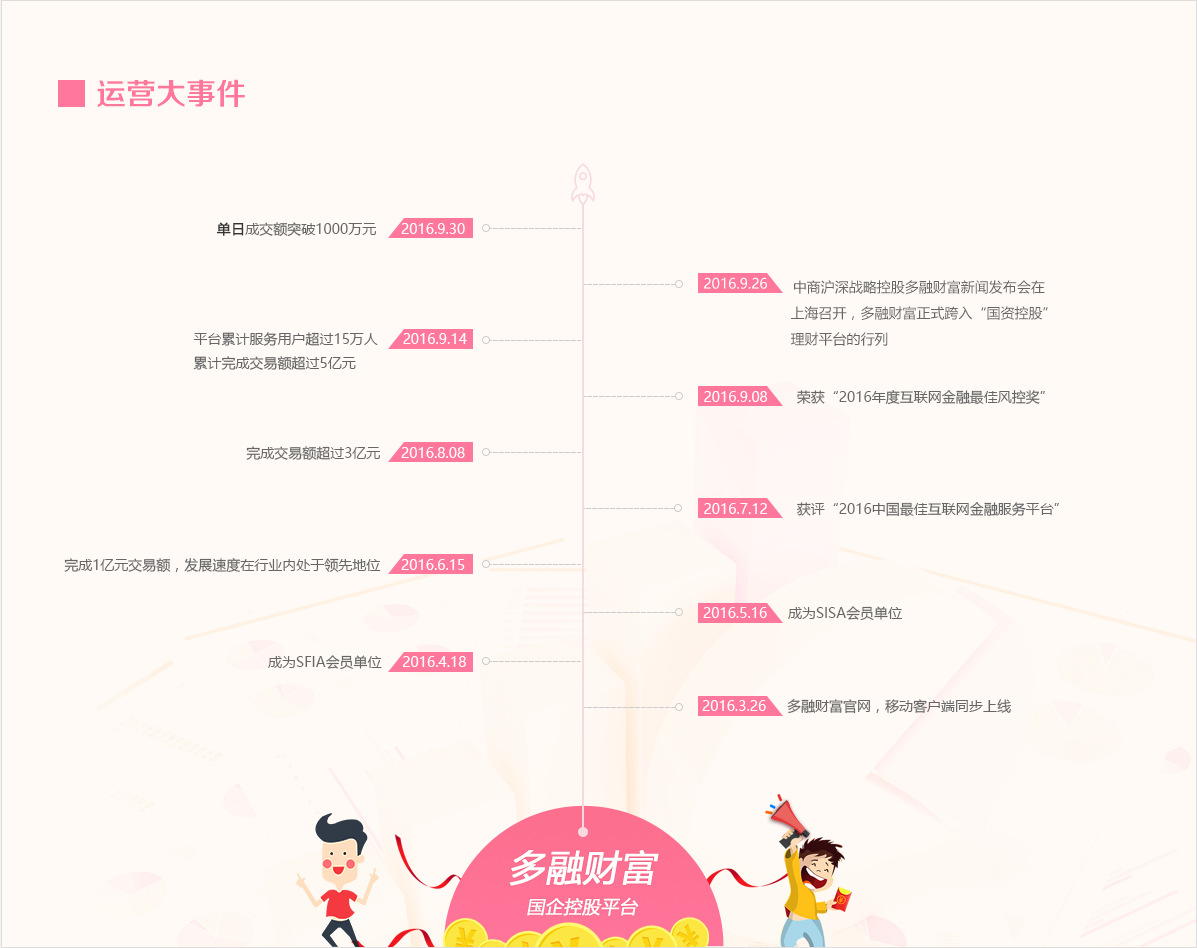 运营大事件
单日成交额突破1000万元 2016.9.30
2016.9.26 中商沪深战略控股多融财富新闻发布会在
上海召开，多融财富正式跨入“国资控股”
理财平台的行列
平台累计服务用户超过15万人 2016.9.14
累计完成交易额超过5亿元
2016.9.08 荣获“2016年度互联网金融最佳风控奖”
完成交易额超过3亿元 2016.8.08
2016.7.12 获评“2016中国最佳互联网金融服务平台”
完成1亿元交易额，发展速度在行业内处于领先地位 2016.6.15
2016.5.16 成为SISA会员单位
成为SFIA会员单位 2016.4.18
2016.3.26 多融财富官网，移动客户端同步上线
多融财富
国企控股平台